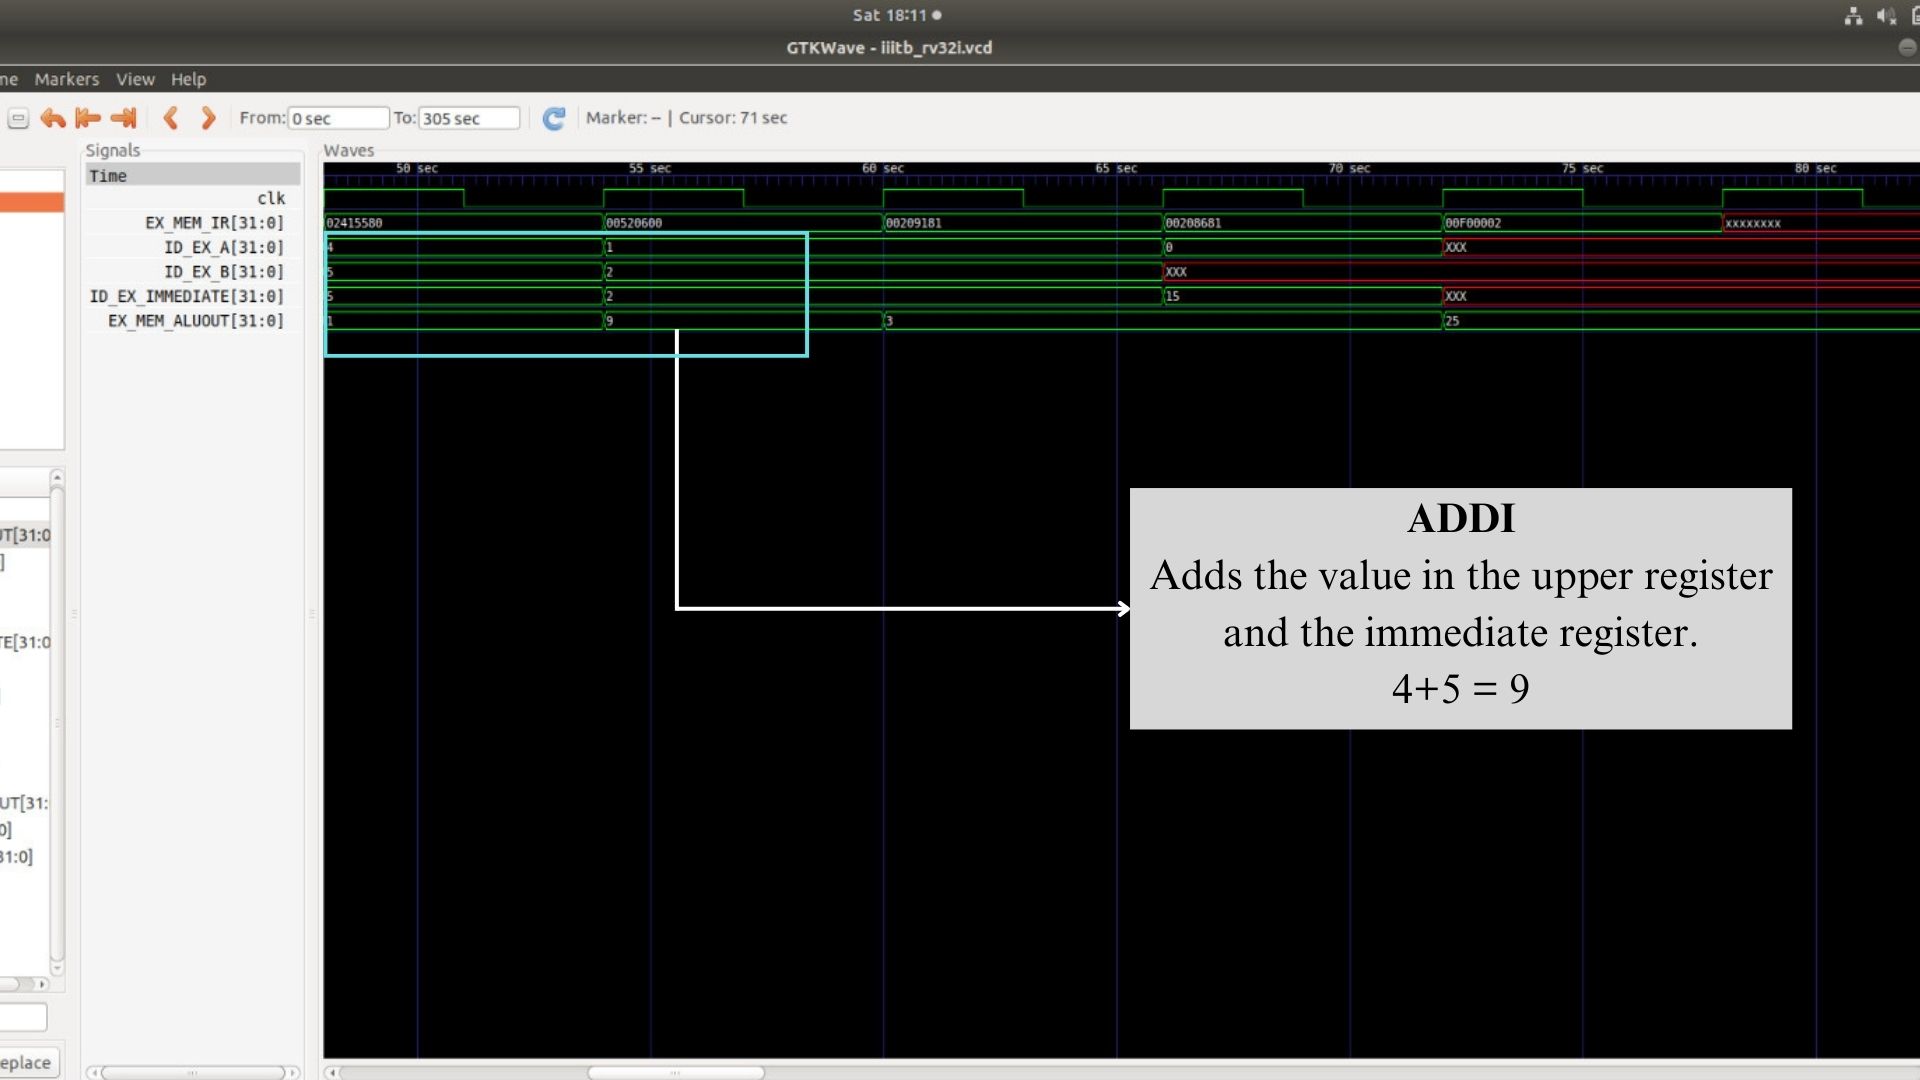 Sat 18:11
GTKWave - iiitb_rv32i.vcd
me Markers View Help
From: 0 sec To: 305 sec Marker: -- | Cursor: 71 sec
Signals
Waves
Time
50 sec 55 sec 60 sec 65 sec 70 sec 75 sec 80 sec
clk
EX_MEM_IR[31:0] 02415580 00520600 00209181 00208681 00F00002 xxxxxxxx
ID_EX_A[31:0] 4 1 0 XXX
ID_EX_B[31:0] 5 2 XXX
ID_EX_IMMEDIATE[31:0] 5 2 15 XXX
EX_MEM_ALUOUT[31:0] 1 9 3 25
UT[31:0
]
TE[31:0
]
UT[31:
0]
31:0]
eplace
ADDI
Adds the value in the upper register
and the immediate register.
4+5 = 9